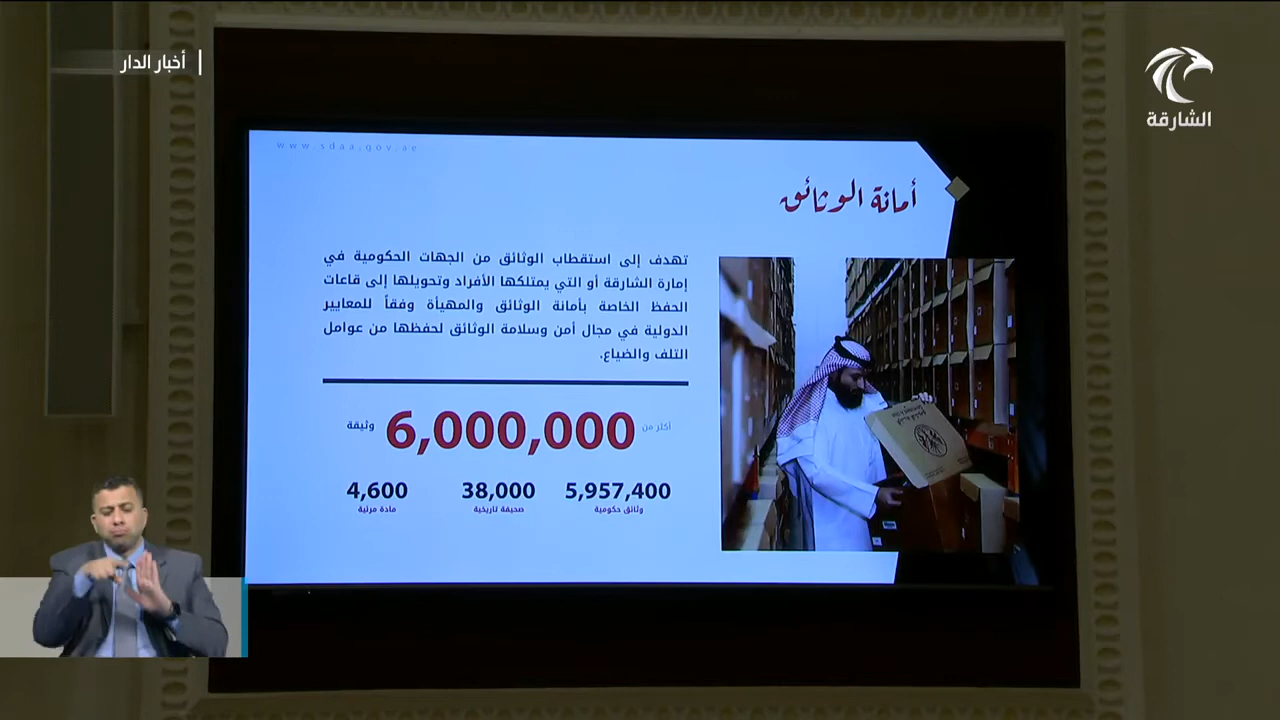 أخبار الدار
الشارقة
www.sdaa.gov.ae
أمانة الوثائق
تهدف إلى استقطاب الوثائق من الجهات الحكومية في
إمارة الشارقة أو التي يمتلكها الأفراد وتحويلها إلى قاعات
الحفظ الخاصة بأمانة الوثائق والمهيأة وفقاً للمعايير
الدولية في مجال أمن وسلامة الوثائق لحفظها من عوامل
التلف والضياع.
أكثر من 6,000,000 وثيقة
5,957,400 38,000 4,600
وثائق حكومية صحيفة تاريخية مادة مرئية